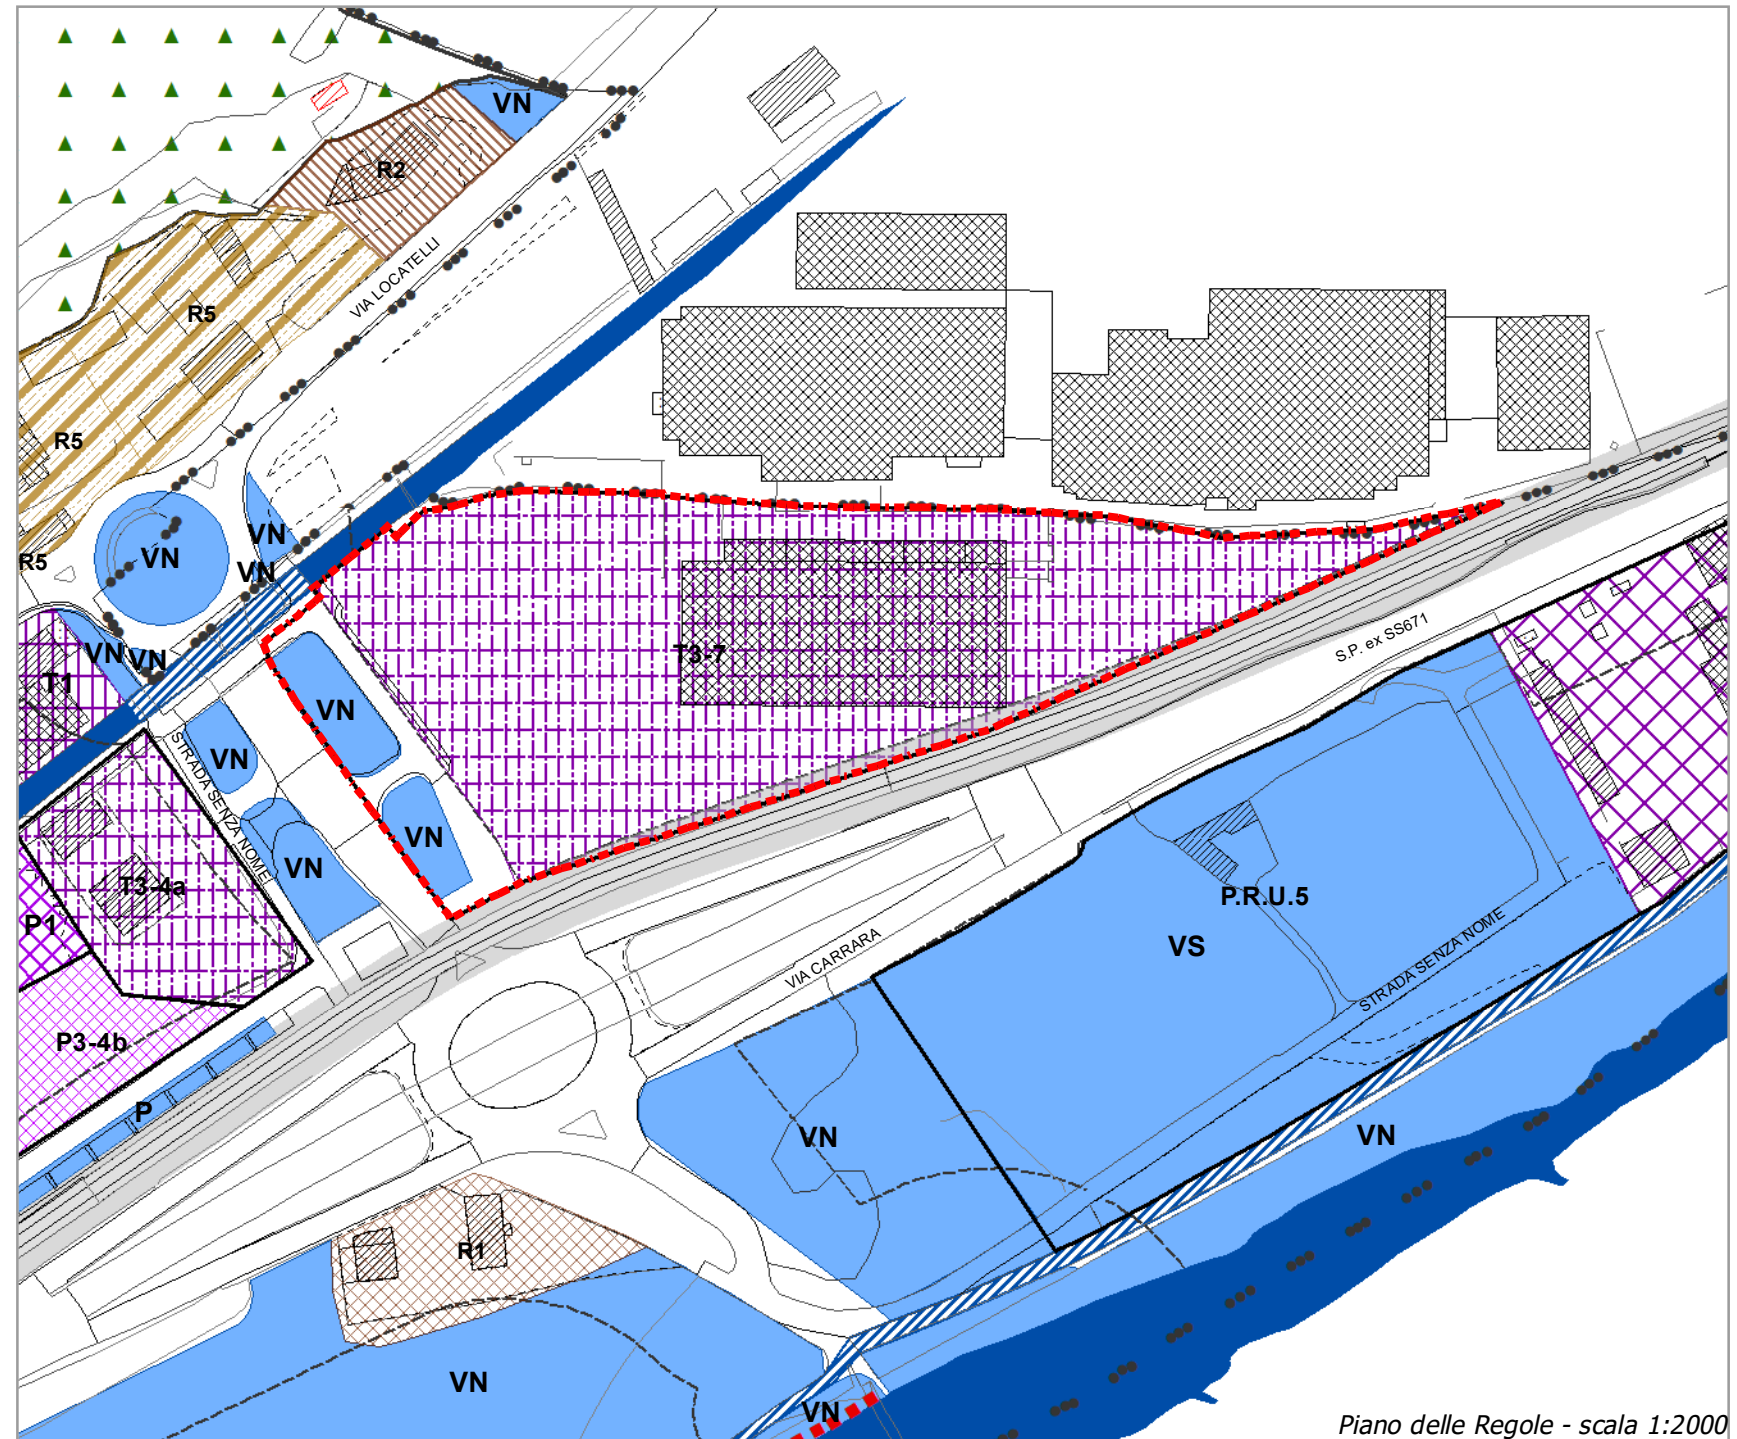 VN
R2
VIA LOCATELLI
R5
R5
VN
VN
R5
VN
VN
VN
T1
T3-7
S.P. ex SS671
VN
VN
STRADA SENZA NOME
VN
VN
T3-4a
P1
P.R.U.5
VS
VIA CARRARA
STRADA SENZA NOME
P3-4b
P
VN
VN
R1
VN
VN
Piano delle Regole - scala 1:2000